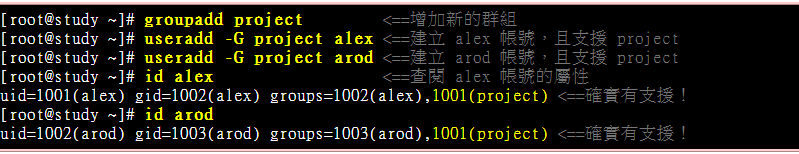 [root@study ~]# groupadd project <==增加新的群組
[root@study ~]# useradd -G project alex <==建立 alex 帳號，且支援 project
[root@study ~]# useradd -G project arod <==建立 arod 帳號，且支援 project
[root@study ~]# id alex <==查閱 alex 帳號的屬性
uid=1001(alex) gid=1002(alex) groups=1002(alex),1001(project) <==確實有支援！
[root@study ~]# id arod
uid=1002(arod) gid=1003(arod) groups=1003(arod),1001(project) <==確實有支援！